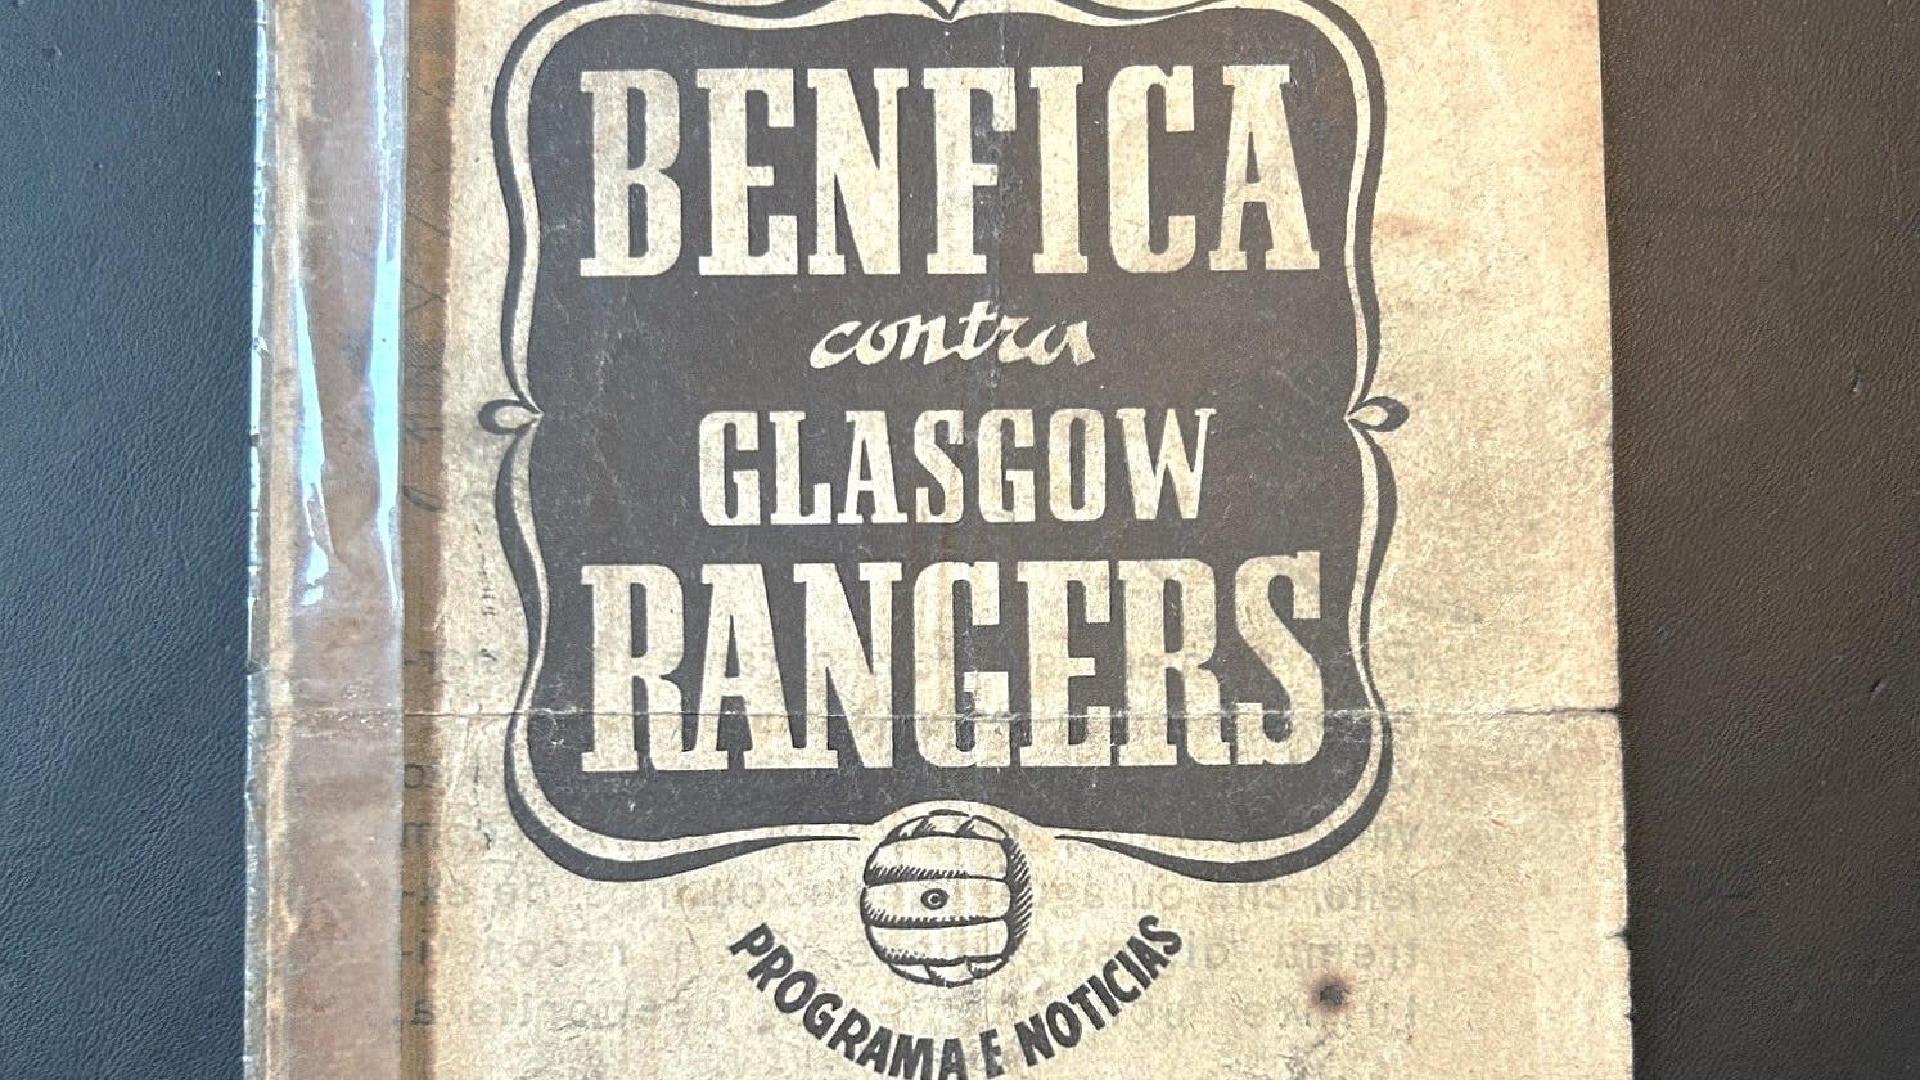 BENFICA
contra
GLASGOW
RANGERS
PROGRAMA E NOTICIAS